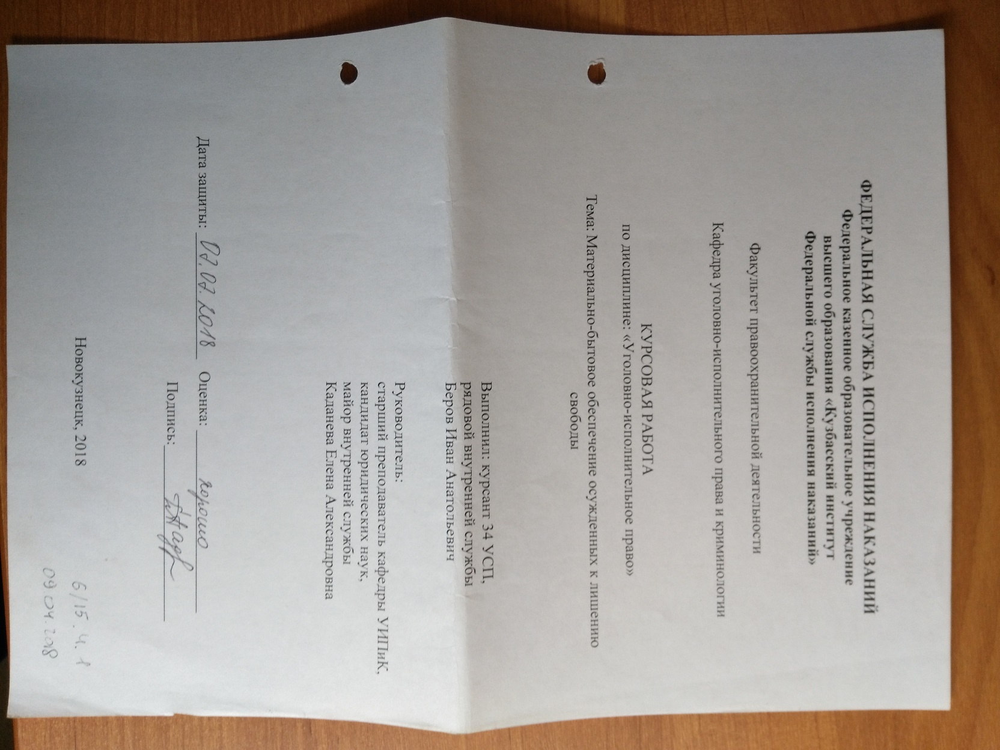 ФЕДЕРАЛЬНАЯ СЛУЖБА ИСПОЛНЕНИЯ НАКАЗАНИЙ
Федеральное казенное образовательное учреждение
высшего образования «Кузбасский институт
Федеральной службы исполнения наказаний»
Факультет правоохранительной деятельности
Кафедра уголовно-исполнительного права и криминологии
КУРСОВАЯ РАБОТА
по дисциплине: «Уголовно-исполнительное право»
Тема: Материально-бытовое обеспечение осужденных к лишению
свободы
Выполнил: курсант 34 УСП,
рядовой внутренней службы
Беров Иван Анатольевич
Руководитель:
старший преподаватель кафедры УИПиК,
кандидат юридических наук,
майор внутренней службы
Каданева Елена Александровна
Дата защиты: 02.07.2018 Оценка: хорошо
Подпись:
Новокузнецк, 2018
6/15.4.1
09.04.2018